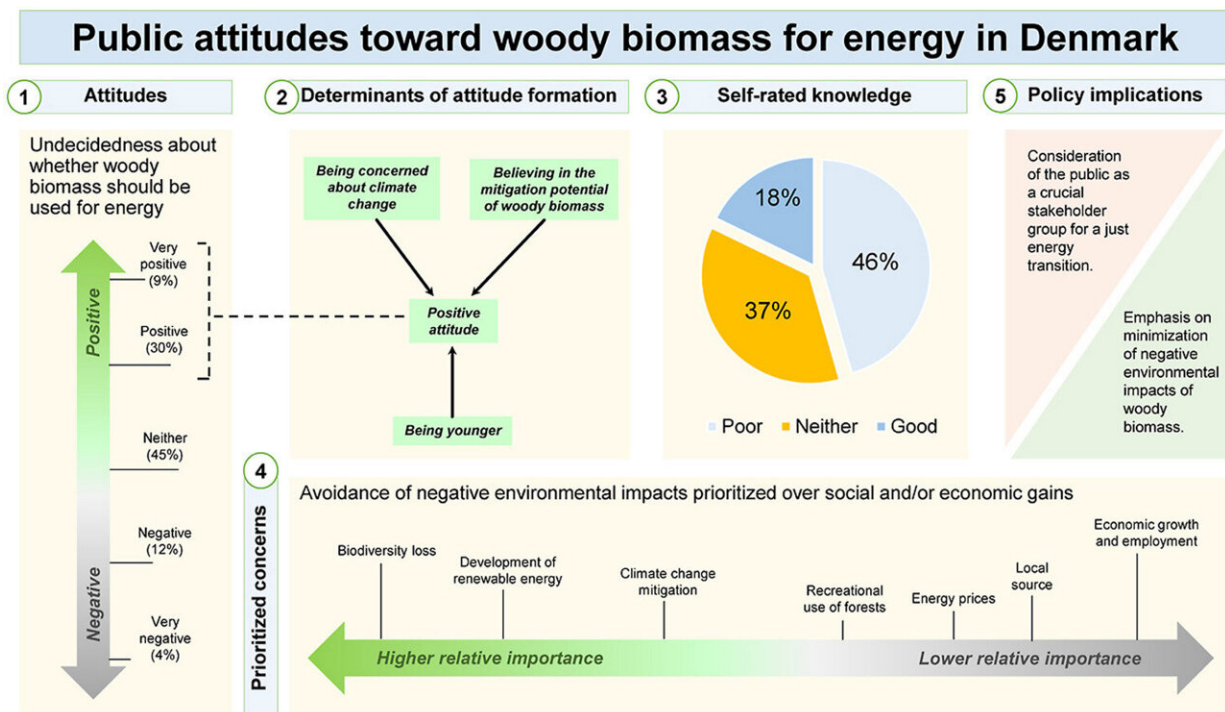 Public attitudes toward woody biomass for energy in Denmark
1
Attitudes
Undecidedness about
whether woody
biomass should be
used for energy
Positive
Negative
Very
positive
(9%)
Positive
(30%)
Neither
(45%)
Negative
(12%)
Very
negative
(4%)
2
Determinants of attitude formation
Being concerned
about climate
change
Believing in the
mitigation potential
of woody biomass
Positive
attitude
Being younger
3
Self-rated knowledge
18%
46%
37%
Poor
Neither
Good
4
Prioritized concerns
Avoidance of negative environmental impacts prioritized over social and/or economic gains
Biodiversity loss
Development of
renewable energy
Climate change
mitigation
Recreational
use of forests
Energy prices
Local
source
Economic growth
and employment
Higher relative importance
Lower relative importance
5
Policy implications
Consideration
of the public as
a crucial
stakeholder
group for a just
energy
transition.
Emphasis on
minimization
of negative
environmental
impacts of
woody
biomass.